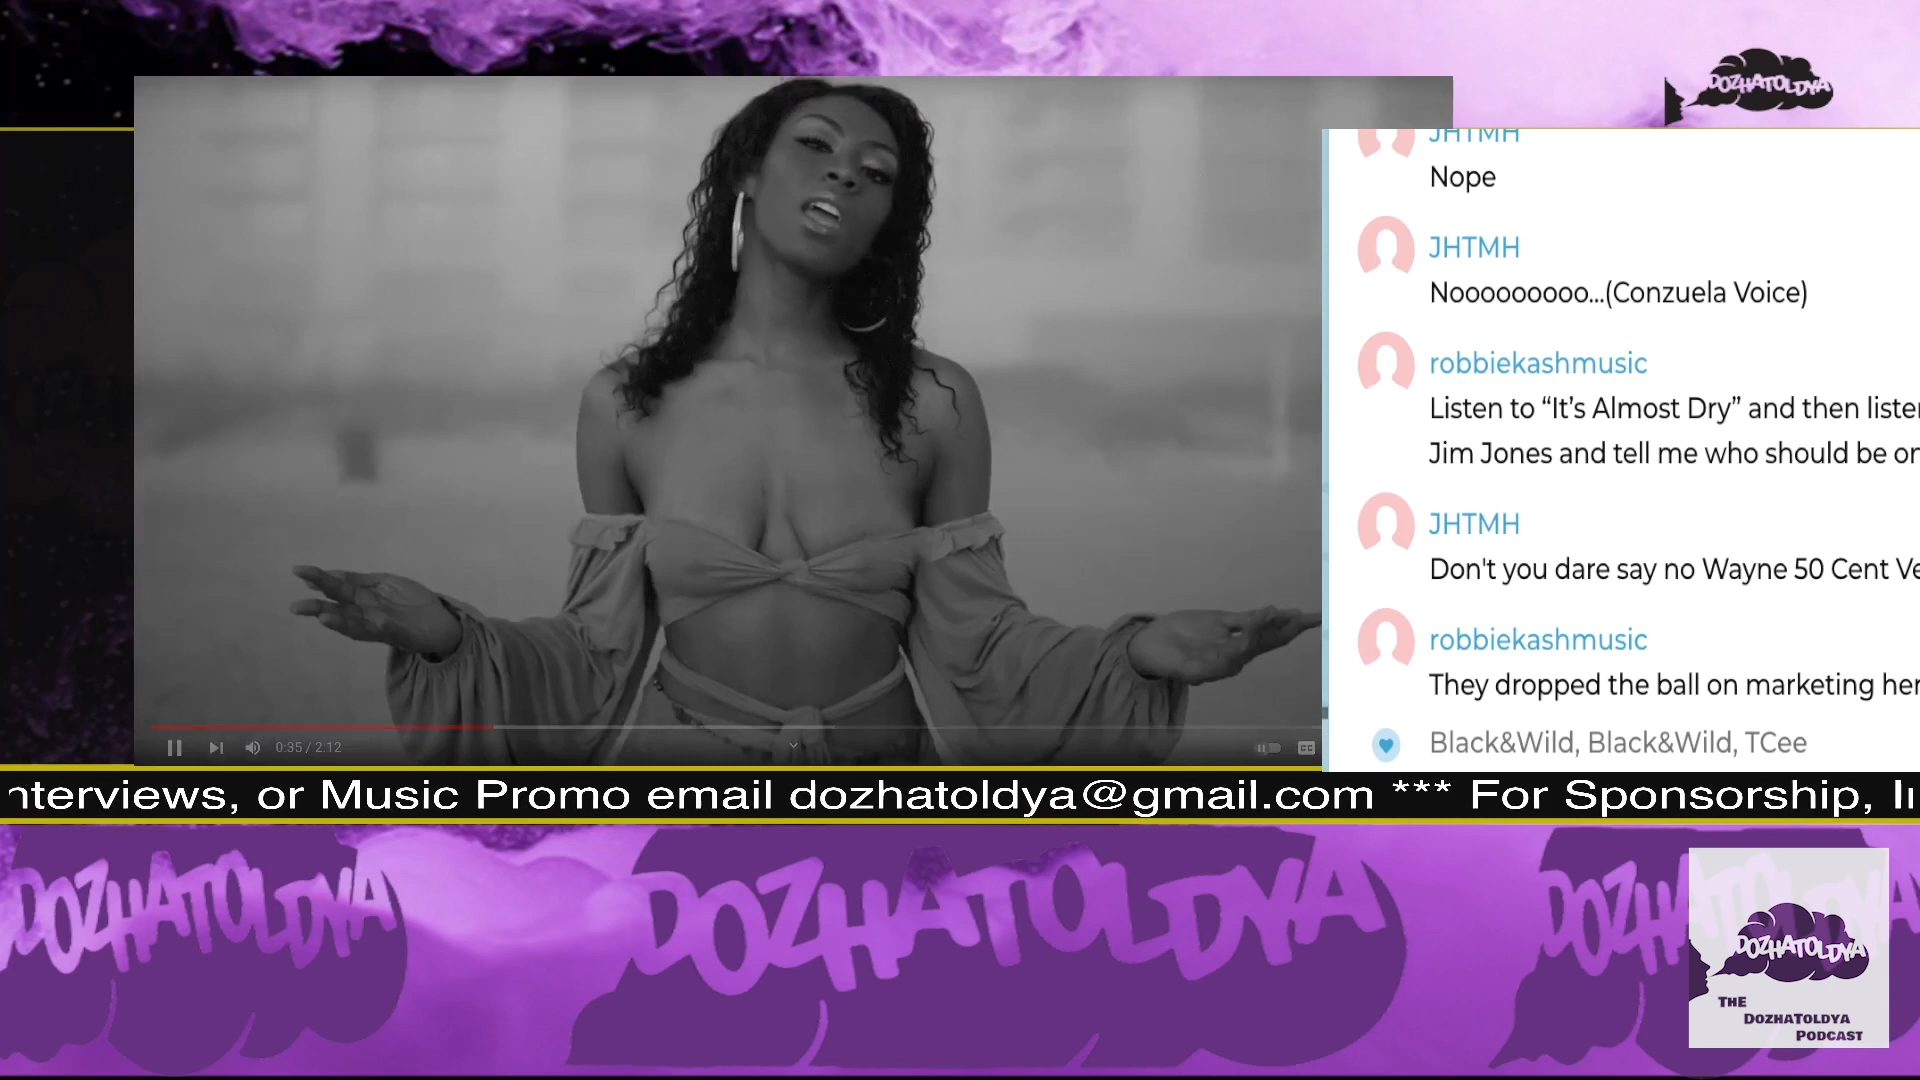 DOZHATOLDYA
JHTMH
Nope
JHTMH
Nooooooooo...(Conzuela Voice)
robbiekashmusic
Listen to “It’s Almost Dry” and then listen
Jim Jones and tell me who should be on
JHTMH
Don't you dare say no Wayne 50 Cent Ve
robbiekashmusic
They dropped the ball on marketing her
Black&Wild, Black&Wild, TCee
0:35 / 2:12
CC
nterviews, or Music Promo email dozhatoldya@gmail.com *** For Sponsorship, In
DOZHATOLDYA
DOZHATOLDYA
DOZHATOLDYA
DOZHATOLDYA
THE
DOZHATOLDYA
PODCAST